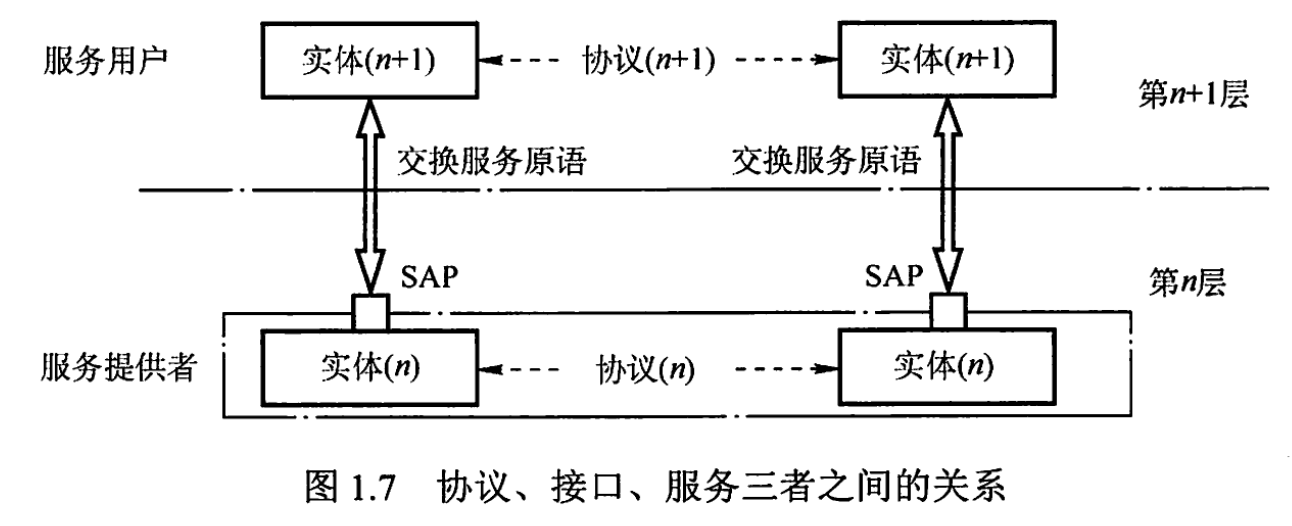 服务用户 实体(n+1) 协议(n+1) 实体(n+1)
第n+1层
交换服务原语 交换服务原语
SAP SAP 第n层
服务提供者 实体(n) 协议(n) 实体(n)
图 1.7 协议、接口、服务三者之间的关系